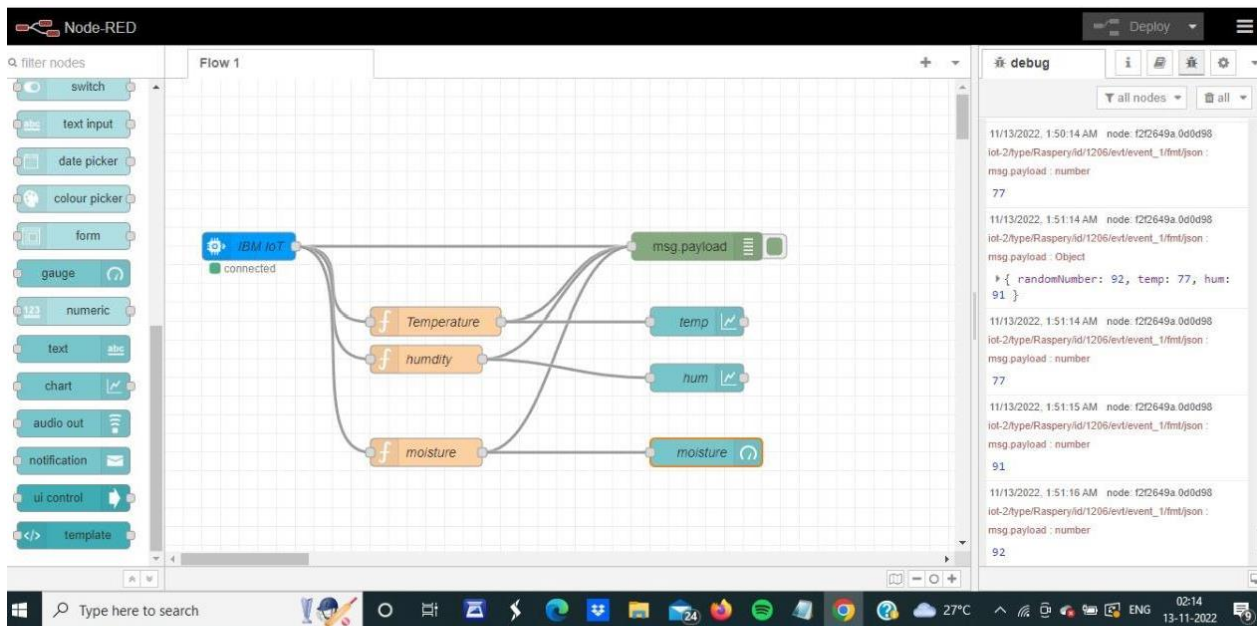 Node-RED
Deploy
filter nodes
Flow 1
debug
i
all nodes
all
switch
abc
text input
date picker
colour picker
form
gauge
123
numeric
text
abc
chart
audio out
notification
ui control
</>
template
IBM IoT
connected
f
Temperature
f
humdity
f
moisture
msg.payload
temp
hum
moisture
11/13/2022, 1:50:14 AM node: f2f2649a.0d0d98
iot-2/type/Raspery/id/1206/evt/event_1/fmt/json :
msg.payload : number
77
11/13/2022, 1:51:14 AM node: f2f2649a.0d0d98
iot-2/type/Raspery/id/1206/evt/event_1/fmt/json :
msg.payload : Object
{ randomNumber: 92, temp: 77, hum:
91 }
11/13/2022, 1:51:14 AM node: f2f2649a.0d0d98
iot-2/type/Raspery/id/1206/evt/event_1/fmt/json :
msg.payload : number
77
11/13/2022, 1:51:15 AM node: f2f2649a.0d0d98
iot-2/type/Raspery/id/1206/evt/event_1/fmt/json :
msg.payload : number
91
11/13/2022, 1:51:16 AM node: f2f2649a.0d0d98
iot-2/type/Raspery/id/1206/evt/event_1/fmt/json :
msg.payload : number
92
Type here to search
24
27°C
ENG
02:14
13-11-2022
9